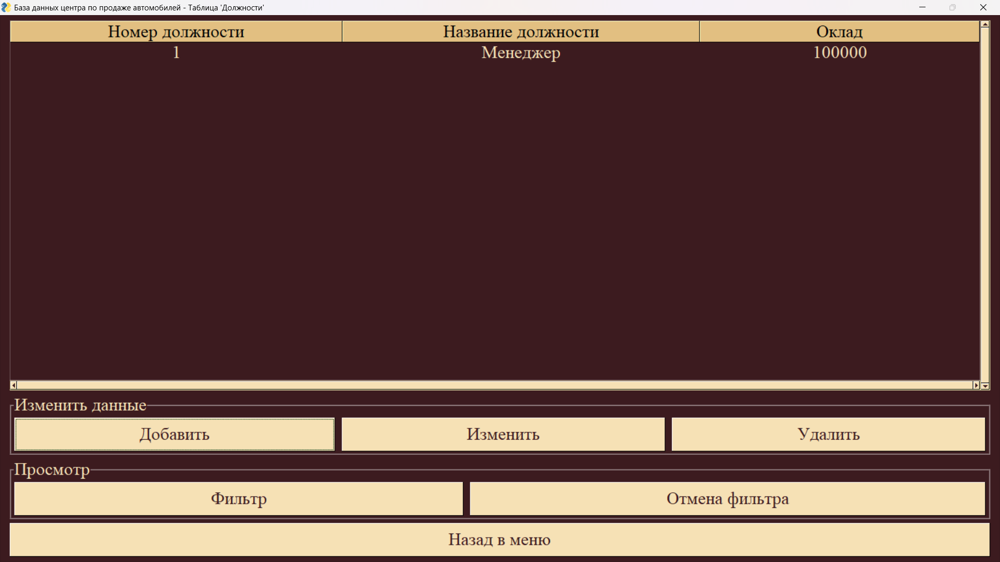 База данных центра по продаже автомобилей - Таблица 'Должности'
Номер должности Название должности Оклад
1 Менеджер 100000
Изменить данные
Добавить Изменить Удалить
Просмотр
Фильтр Отмена фильтра
Назад в меню